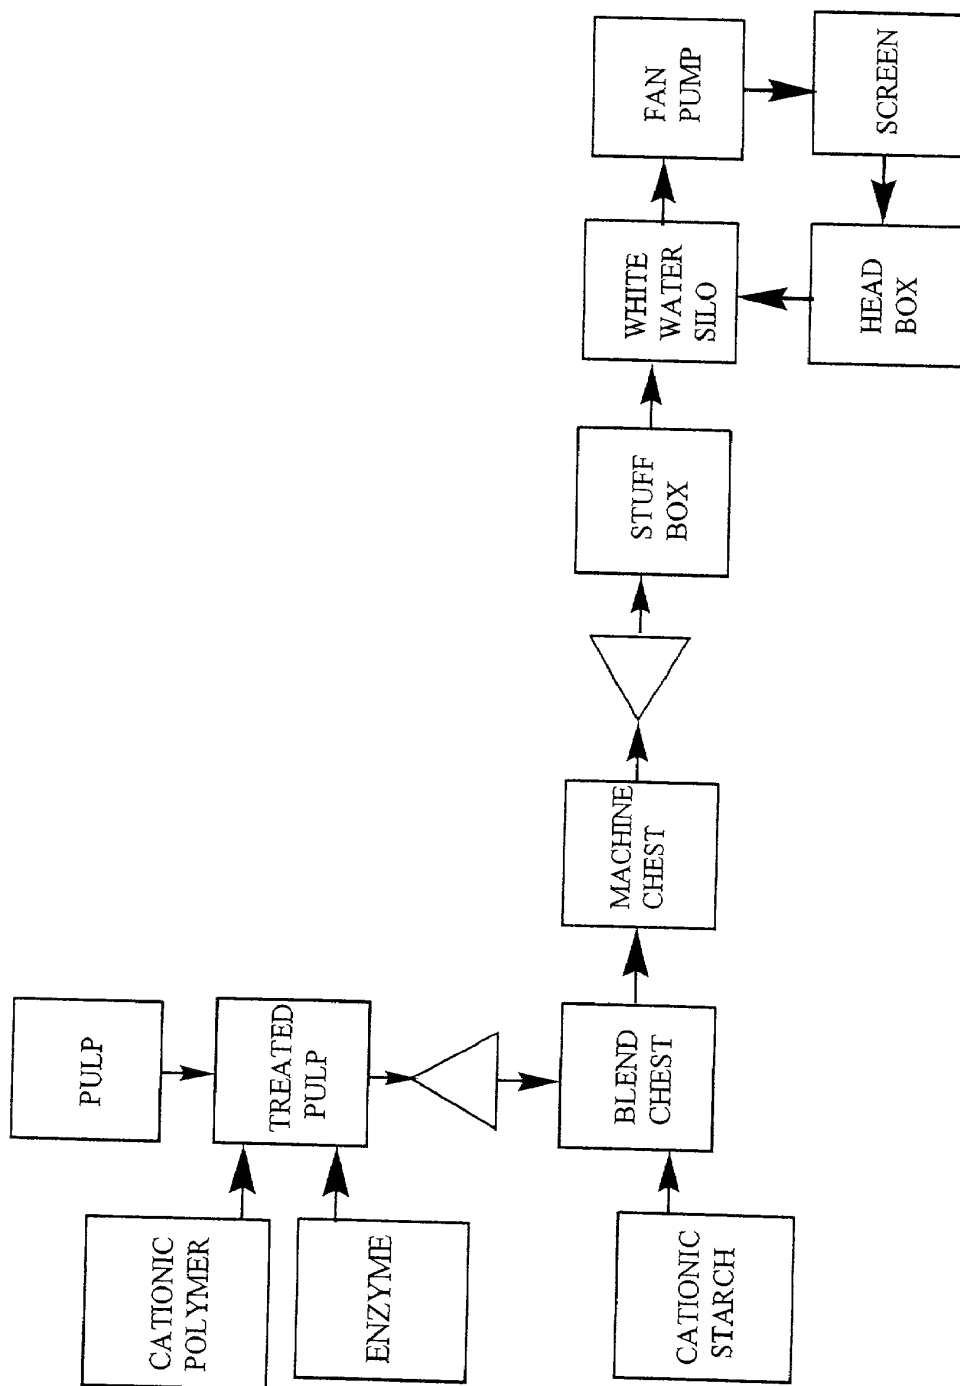 PULP
CATIONIC
POLYMER
TREATED
PULP
ENZYME
CATIONIC
STARCH
BLEND
CHEST
MACHINE
CHEST
STUFF
BOX
WHITE
WATER
SILO
FAN
PUMP
SCREEN
HEAD
BOX